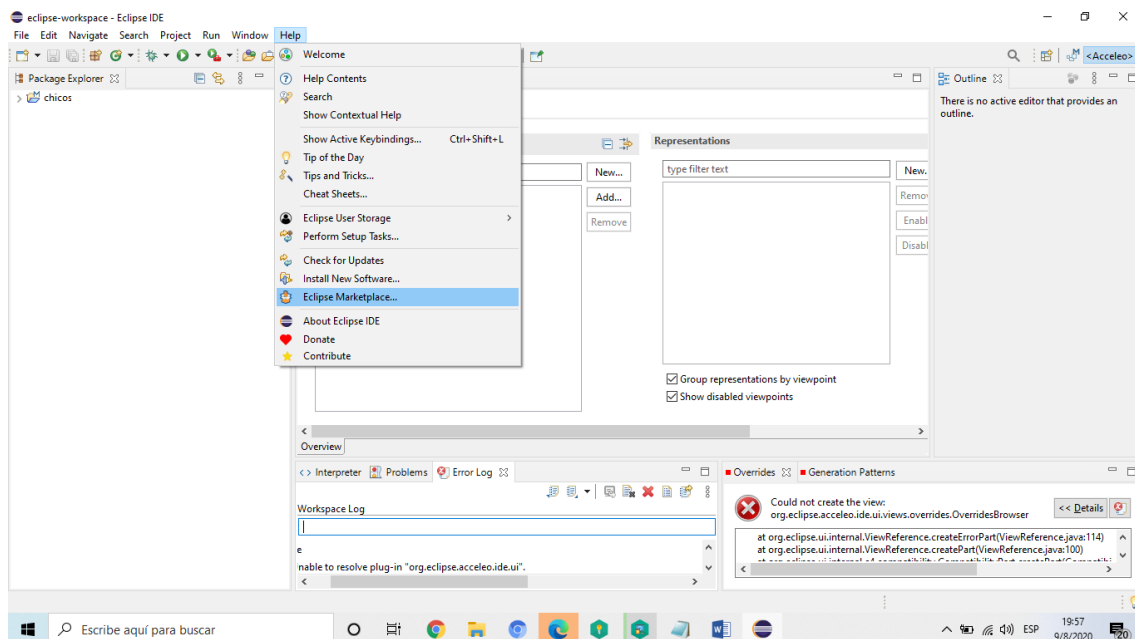 eclipse-workspace - Eclipse IDE
File Edit Navigate Search Project Run Window Help
<Acceleo>
Package Explorer
chicos
Welcome
Help Contents
Search
Show Contextual Help
Show Active Keybindings... Ctrl+Shift+L
Tip of the Day
Tips and Tricks...
Cheat Sheets...
Eclipse User Storage
Perform Setup Tasks...
Check for Updates
Install New Software...
Eclipse Marketplace...
About Eclipse IDE
Donate
Contribute
New...
Add...
Remove
Representations
type filter text
New.
Remov
Enabl
Disabl
Group representations by viewpoint
Show disabled viewpoints
Overview
Outline
There is no active editor that provides an
outline.
Interpreter Problems Error Log
Workspace Log
e
nable to resolve plug-in "org.eclipse.acceleo.ide.ui".
Overrides Generation Patterns
Could not create the view:
org.eclipse.acceleo.ide.ui.views.overrides.OverridesBrowser
<< Details
at org.eclipse.ui.internal.ViewReference.createErrorPart(ViewReference.java:114)
at org.eclipse.ui.internal.ViewReference.createPart(ViewReference.java:100)
Escribe aquí para buscar
ESP
19:57
9/8/2020
20